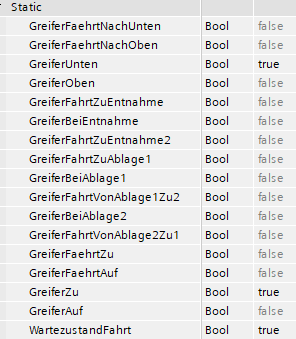 Static
GreiferFaehrtNachUnten Bool false
GreiferFaehrtNachOben Bool false
GreiferUnten Bool true
GreiferOben Bool false
GreiferFahrtZuEntnahme Bool false
GreiferBeiEntnahme Bool false
GreiferFahrtZuEntnahme2 Bool false
GreiferFahrtZuAblage1 Bool false
GreiferBeiAblage1 Bool false
GreiferFahrtVonAblage1Zu2 Bool false
GreiferBeiAblage2 Bool false
GreiferFahrtVonAblage2Zu1 Bool false
GreiferFaehrtZu Bool false
GreiferFaehrtAuf Bool false
GreiferZu Bool true
GreiferAuf Bool false
WartezustandFahrt Bool true